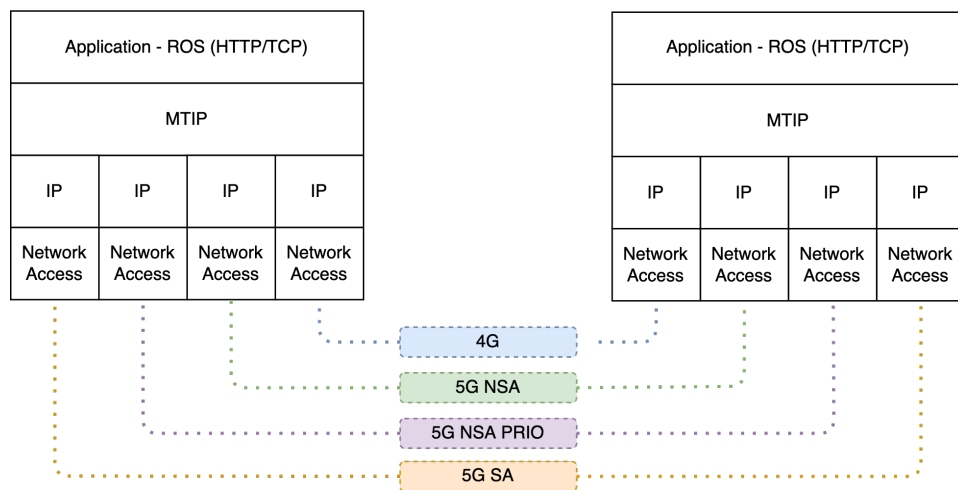 Application - ROS (HTTP/TCP)
MTIP
IP
IP
IP
IP
Network
Access
Network
Access
Network
Access
Network
Access
Application - ROS (HTTP/TCP)
MTIP
IP
IP
IP
IP
Network
Access
Network
Access
Network
Access
Network
Access
4G
5G NSA
5G NSA PRIO
5G SA